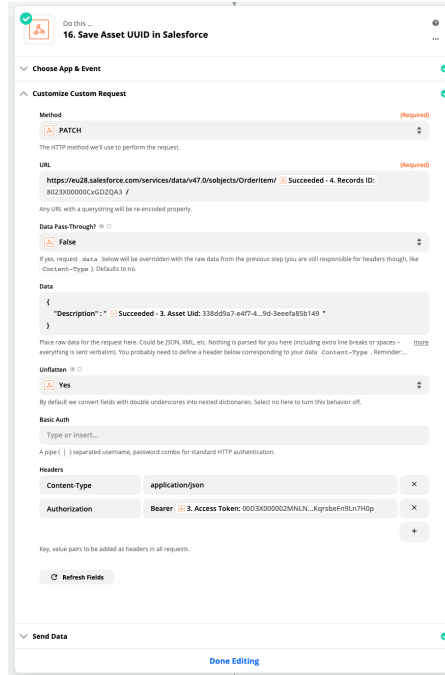 Do this ...
16. Save Asset UUID in Salesforce
Choose App & Event
Customize Custom Request
Method (Required)
PATCH
The HTTP method we'll use to perform the request.
URL (Required)
https://eu28.salesforce.com/services/data/v47.0/sobjects/OrderItem/ Succeeded - 4. Records ID:
8023X00000CxGDZQA3 /
Any URL with a querystring will be re-encoded properly.
Data Pass-Through?
False
If yes, request data below will be overridden with the raw data from the previous step (you are still responsible for headers though, like
Content-Type ). Defaults to no.
Data
{
"Description" : " Succeeded - 3. Asset Uid: 338dd9a7-e4f7-4...9d-3eeefa85b149 "
}
Place raw data for the request here. Could be JSON, XML, etc. Nothing is parsed for you here (including extra line breaks or spaces -- more
everything is sent verbatim). You probably need to define a header below corresponding to your data Content-Type . Reminder:...
Unflatten
Yes
By default we convert fields with double underscores into nested dictionaries. Select no here to turn this behavior off.
Basic Auth
Type or insert...
A pipe ( | ) separated username, password combo for standard HTTP authentication.
Headers
Content-Type application/json ×
Authorization Bearer 3. Access Token: 00D3X000002MNLN...KqrsbeFn9Ln7H0p ×
+
Key, value pairs to be added as headers in all requests.
Refresh Fields
Send Data
Done Editing